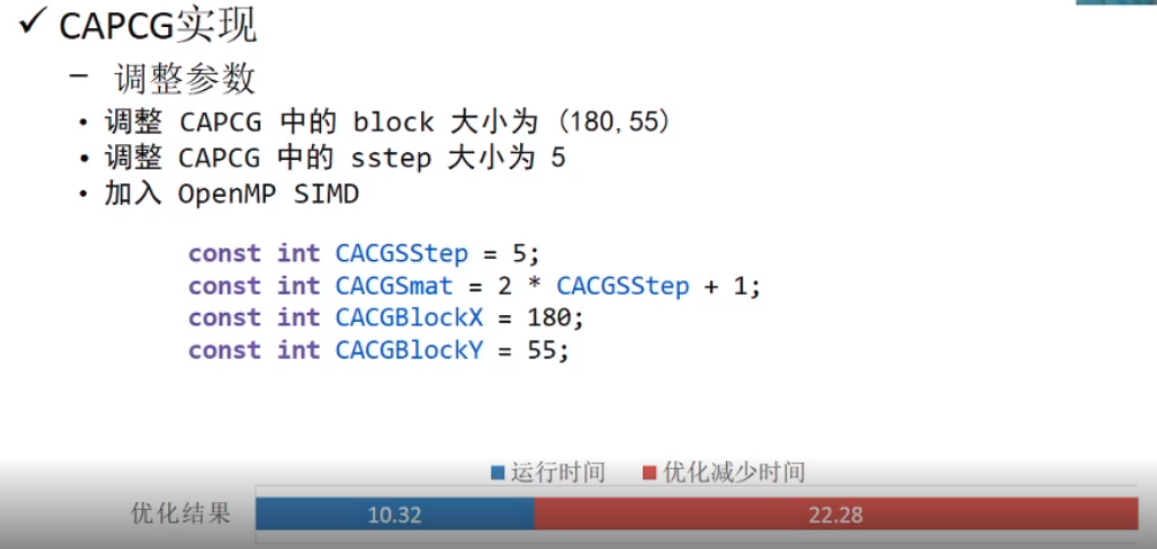 ✓ CAPCG实现
– 调整参数
• 调整 CAPCG 中的 block 大小为 (180,55)
• 调整 CAPCG 中的 sstep 大小为 5
• 加入 OpenMP SIMD
const int CACGSStep = 5;
const int CACGSmat = 2 * CACGSStep + 1;
const int CACGBlockX = 180;
const int CACGBlockY = 55;
运行时间 优化减少时间
优化结果 10.32 22.28